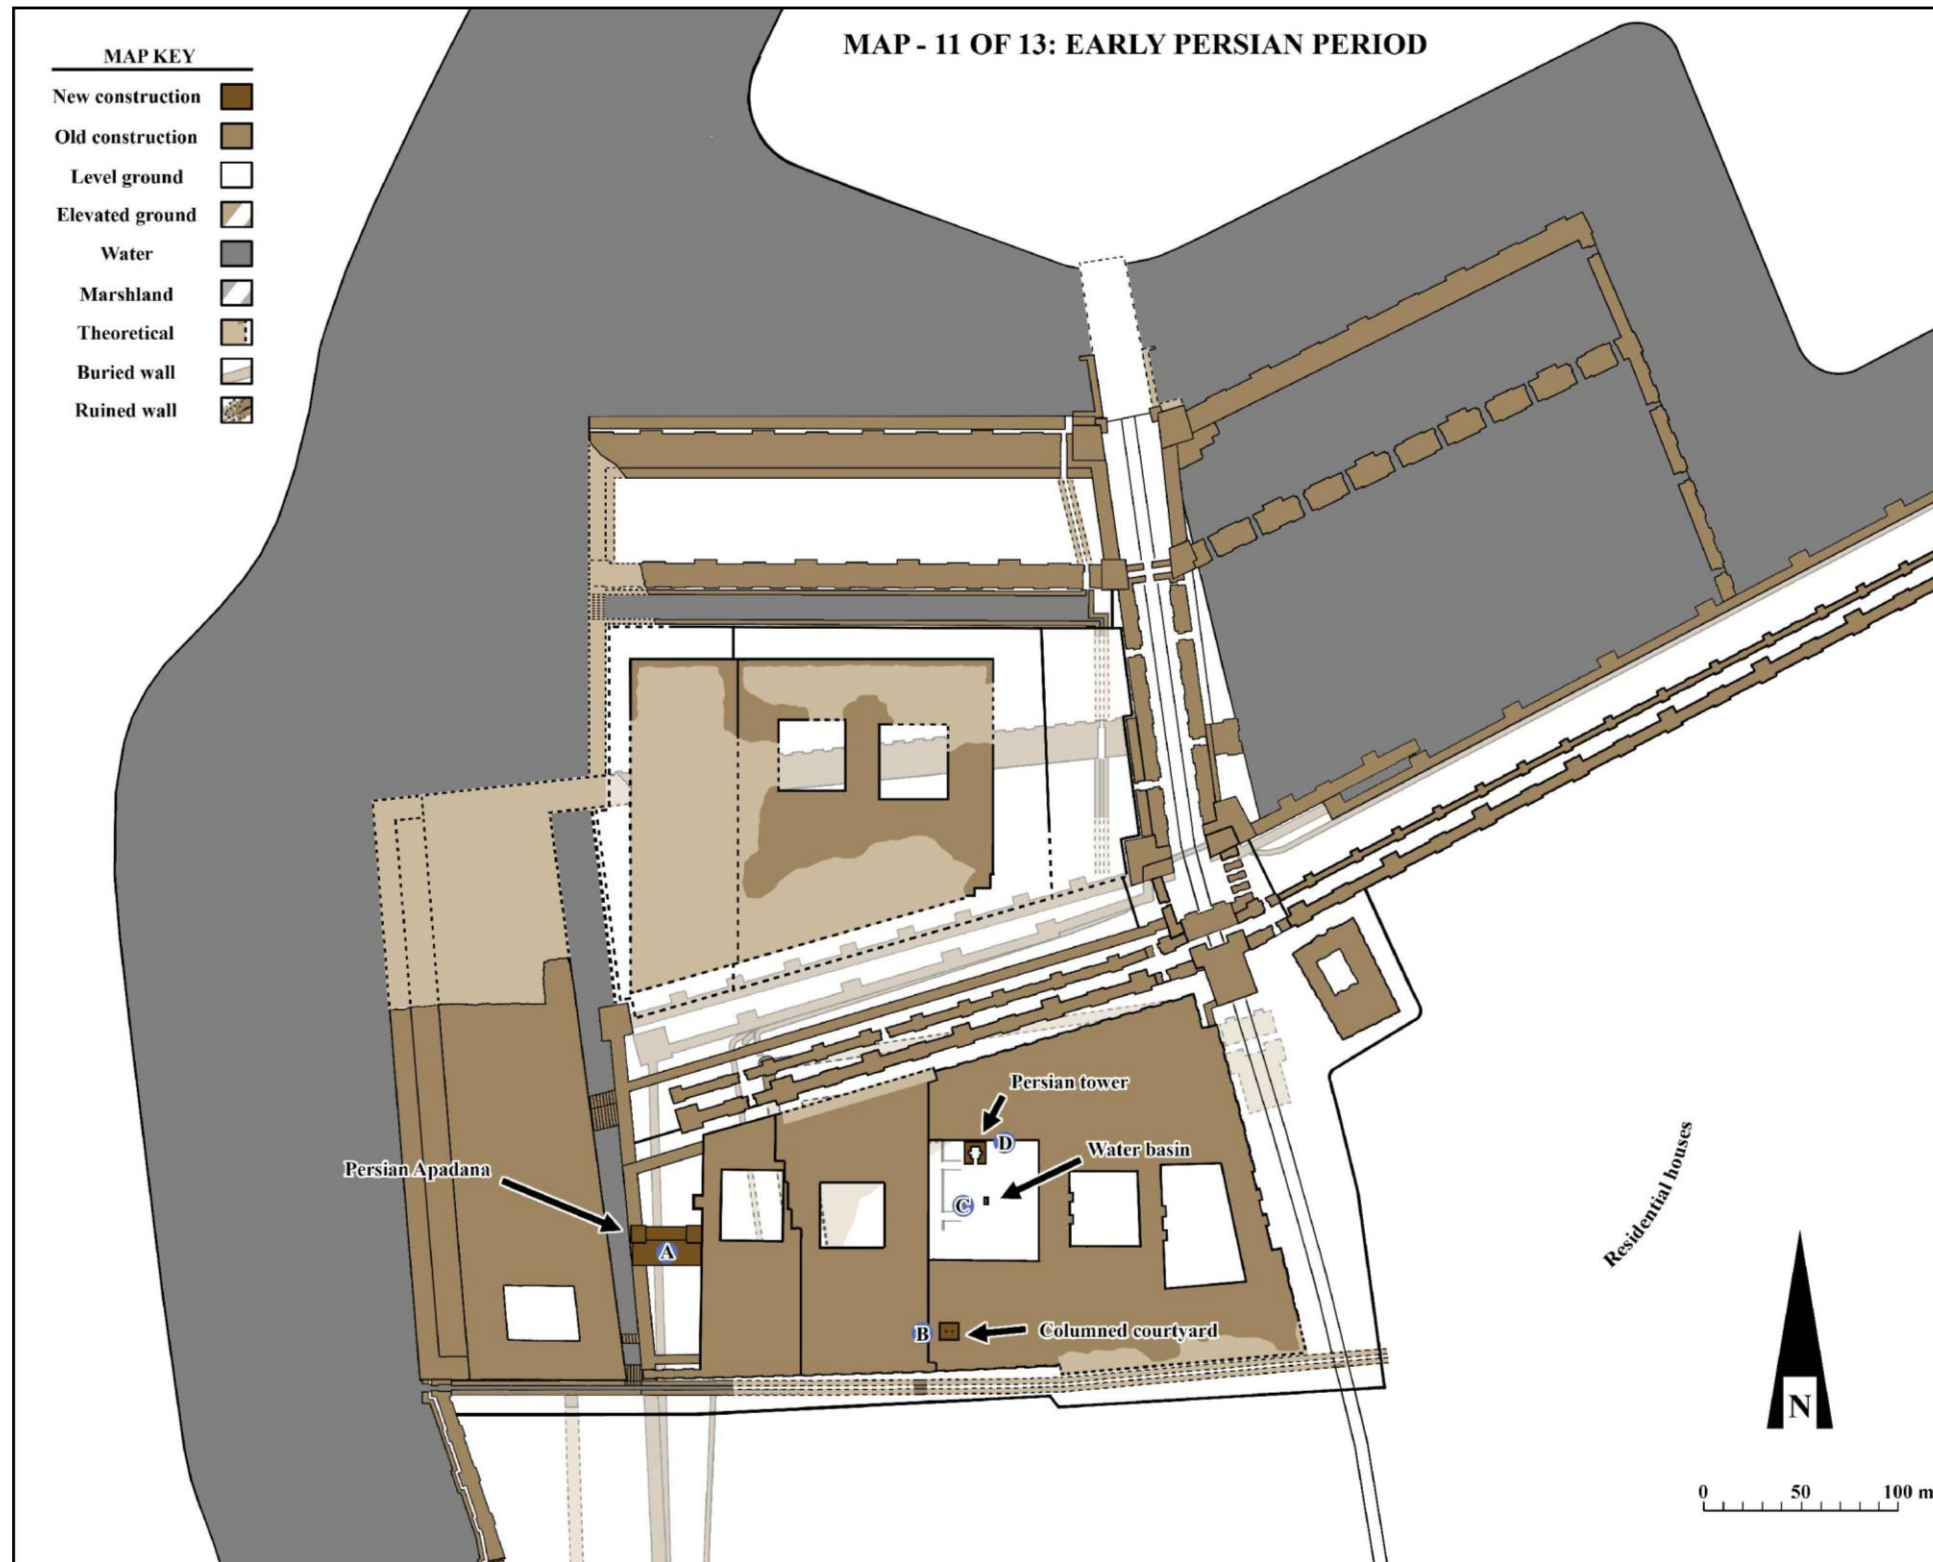 MAP - 11 OF 13: EARLY PERSIAN PERIOD
MAP KEY
New construction
Old construction
Level ground
Elevated ground
Water
Marshland
Theoretical
Buried wall
Ruined wall
Persian tower
D
Water basin
Persian Apadana
C
A
B
Columned courtyard
Residential houses
N
0 50 100 m